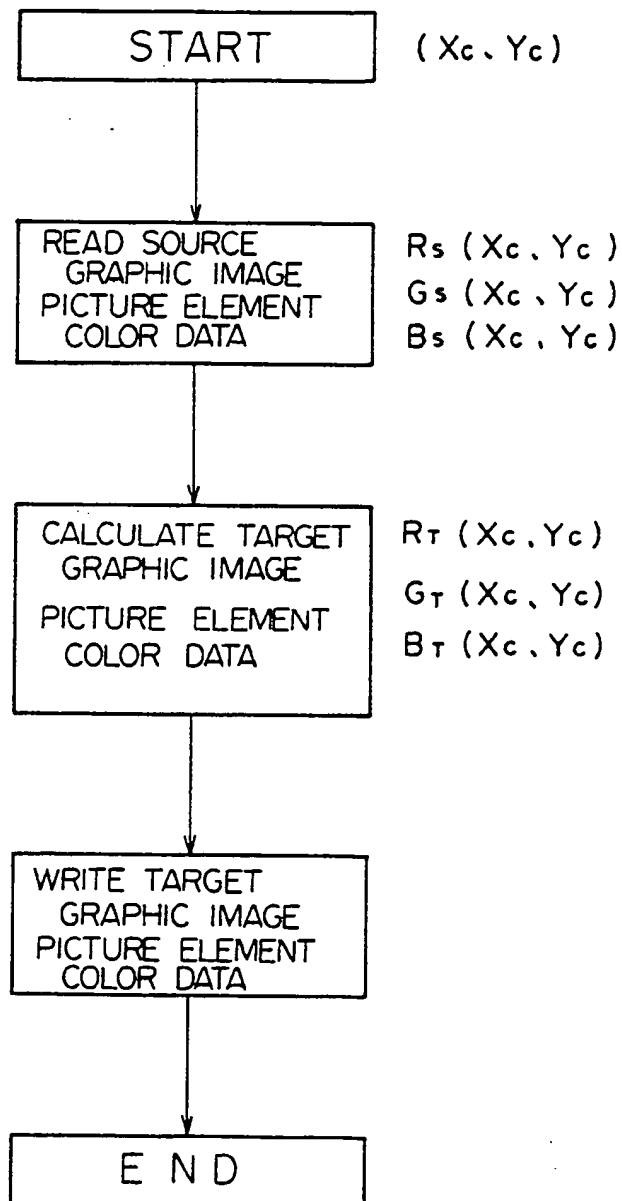 START
(Xc、Yc)
READ SOURCE
GRAPHIC IMAGE
PICTURE ELEMENT
COLOR DATA
Rs (Xc、Yc)
Gs (Xc、Yc)
Bs (Xc、Yc)
CALCULATE TARGET
GRAPHIC IMAGE
PICTURE ELEMENT
COLOR DATA
RT (Xc、Yc)
GT (Xc、Yc)
BT (Xc、Yc)
WRITE TARGET
GRAPHIC IMAGE
PICTURE ELEMENT
COLOR DATA
END